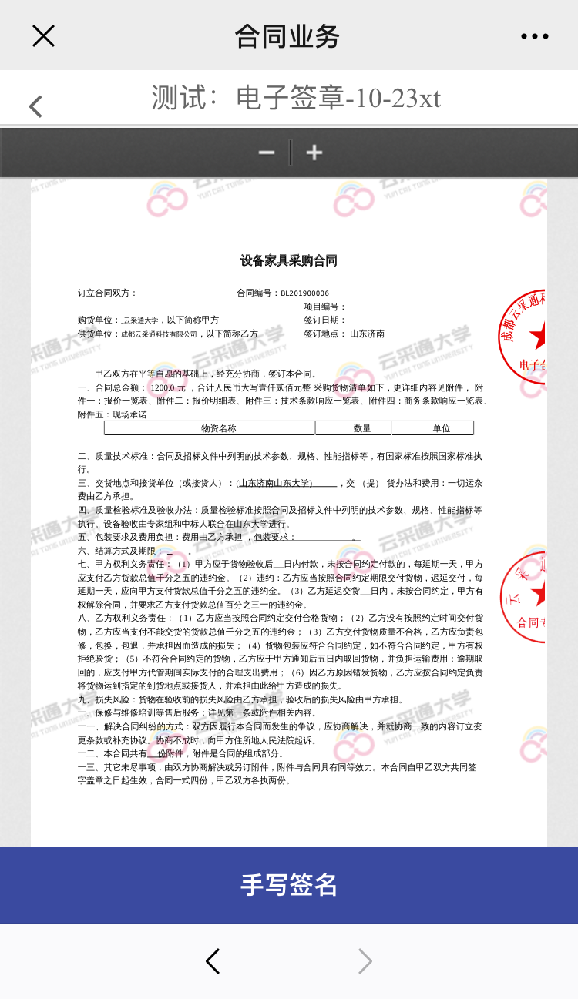 合同业务
测试：电子签章-10-23xt
云采通大学
YUN CAI TONG UNIVERSITY
设备家具采购合同
订立合同双方： 合同编号：BL201900006
项目编号：
购货单位：_云采通大学，以下简称甲方 签订日期：
供货单位：成都云采通科技有限公司，以下简称乙方 签订地点： 山东济南
甲乙双方在平等自愿的基础上，经充分协商，签订本合同。
一、合同总金额： 1200.0 元 ，合计人民币大写壹仟贰佰元整 采购货物清单如下，更详细内容见附件， 附
件一：报价一览表、附件二：报价明细表、附件三：技术条款响应一览表、附件四：商务条款响应一览表、
附件五：现场承诺
物资名称 数量 单位
二、质量技术标准：合同及招标文件中列明的技术参数、规格、性能指标等，有国家标准按照国家标准执
行。
三、交货地点和接货单位（或接货人）：(山东济南山东大学) ，交 （提） 货办法和费用：一切运杂
费由乙方承担。
四、质量检验标准及验收办法：质量检验标准按照合同及招标文件中列明的技术参数、规格、性能指标等
执行。设备验收由专家组和中标人联合在山东大学进行。
五、包装要求及费用负担：费用由乙方承担 ，包装要求： 。
六、结算方式及期限：_ 。
七、甲方权利义务责任：（1）甲方应于货物验收后__日内付款，未按合同约定付款的，每延期一天，甲方
应支付乙方货款总值千分之五的违约金。（2）违约：乙方应当按照合同约定期限交付货物，迟延交付，每
延期一天，应向甲方支付货款总值千分之五的违约金。（3）乙方延迟交货__日内，未按合同约定，甲方有
权解除合同，并要求乙方支付货款总值百分之三十的违约金。
八、乙方权利义务责任：（1）乙方应当按照合同约定交付合格货物；（2）乙方没有按照约定时间交付货
物，乙方应当支付不能交货的货款总值千分之五的违约金；（3）乙方交付货物质量不合格，乙方应负责包
修，包换，包退，并承担因而造成的损失；（4）货物包装应符合合同约定，如不符合合同约定，甲方有权
拒绝验货；（5）不符合合同约定的货物，乙方应于甲方通知后五日内取回货物，并负担运输费用；逾期取
回的，应支付甲方代管期间实际支付的合理支出费用；（6）因乙方原因错发货物，乙方应按合同约定负责
将货物运到指定的到货地点或接货人，并承担由此给甲方造成的损失。
九、损失风险：货物在验收前的损失风险由乙方承担，验收后的损失风险由甲方承担。
十、保修与维修培训等售后服务：详见第一条或附件相关内容。
十一、解决合同纠纷的方式：双方因履行本合同而发生的争议，应协商解决，并就协商一致的内容订立变
更条款或补充协议。协商不成时，向甲方住所地人民法院起诉。
十二、本合同共有__份附件，附件是合同的组成部分。
十三、其它未尽事项，由双方协商解决或另订附件，附件与合同具有同等效力。本合同自甲乙双方共同签
字盖章之日起生效，合同一式四份，甲乙双方各执两份。
成都云采通科
电子合
云采通
合同专
手写签名